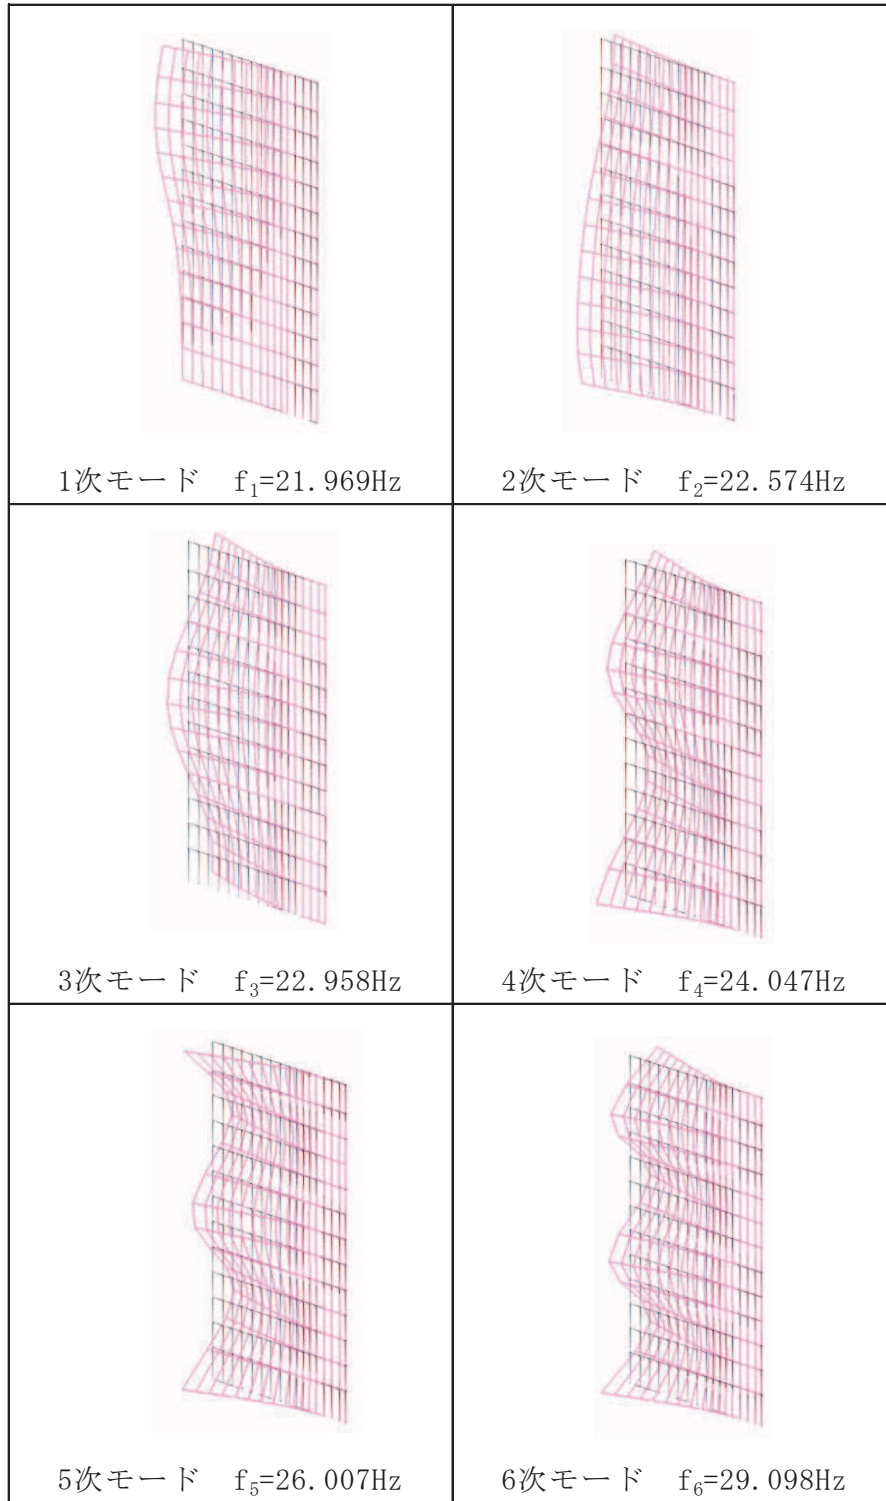 1次モード f₁=21.969Hz
2次モード f₂=22.574Hz
3次モード f₃=22.958Hz
4次モード f₄=24.047Hz
5次モード f₅=26.007Hz
6次モード f₆=29.098Hz